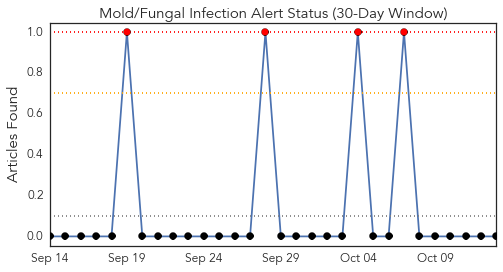 Mold/Fungal Infection Alert Status (30-Day Window)
Articles Found
1.0
0.8
0.6
0.4
0.2
0.0
Sep 14 Sep 19 Sep 24 Sep 29 Oct 04 Oct 09